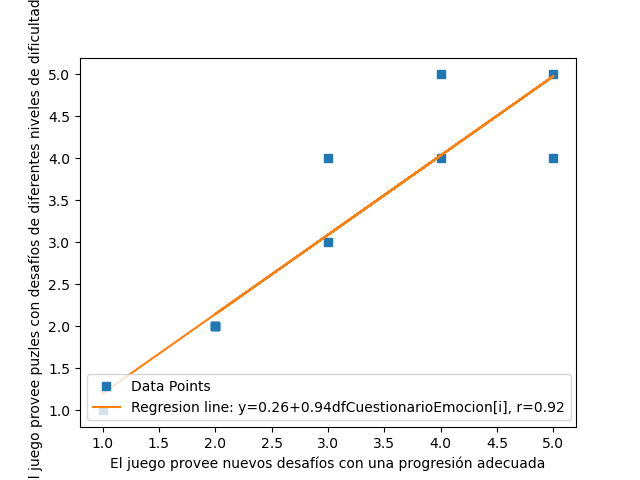 l juego provee puzles con desafíos de diferentes niveles de dificultad
5.0
4.5
4.0
3.5
3.0
2.5
2.0
1.5
1.0
Data Points
Regresion line: y=0.26+0.94dfCuestionarioEmocion[i], r=0.92
1.0 1.5 2.0 2.5 3.0 3.5 4.0 4.5 5.0
El juego provee nuevos desafíos con una progresión adecuada